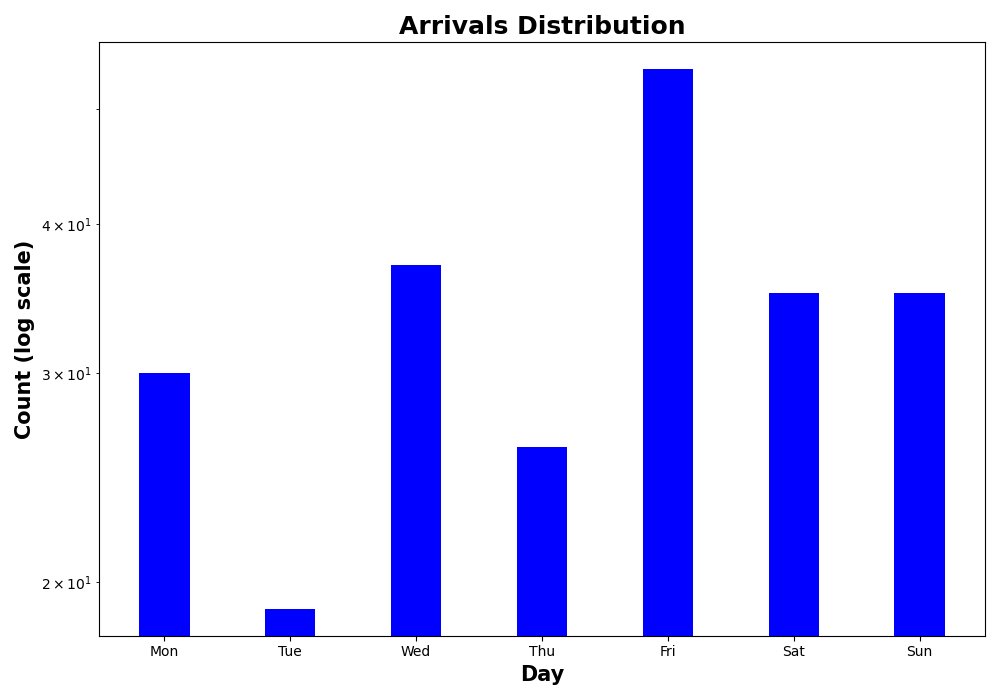 Arrivals Distribution
Count (log scale)
4 × 10¹
3 × 10¹
2 × 10¹
Mon Tue Wed Thu Fri Sat Sun
Day